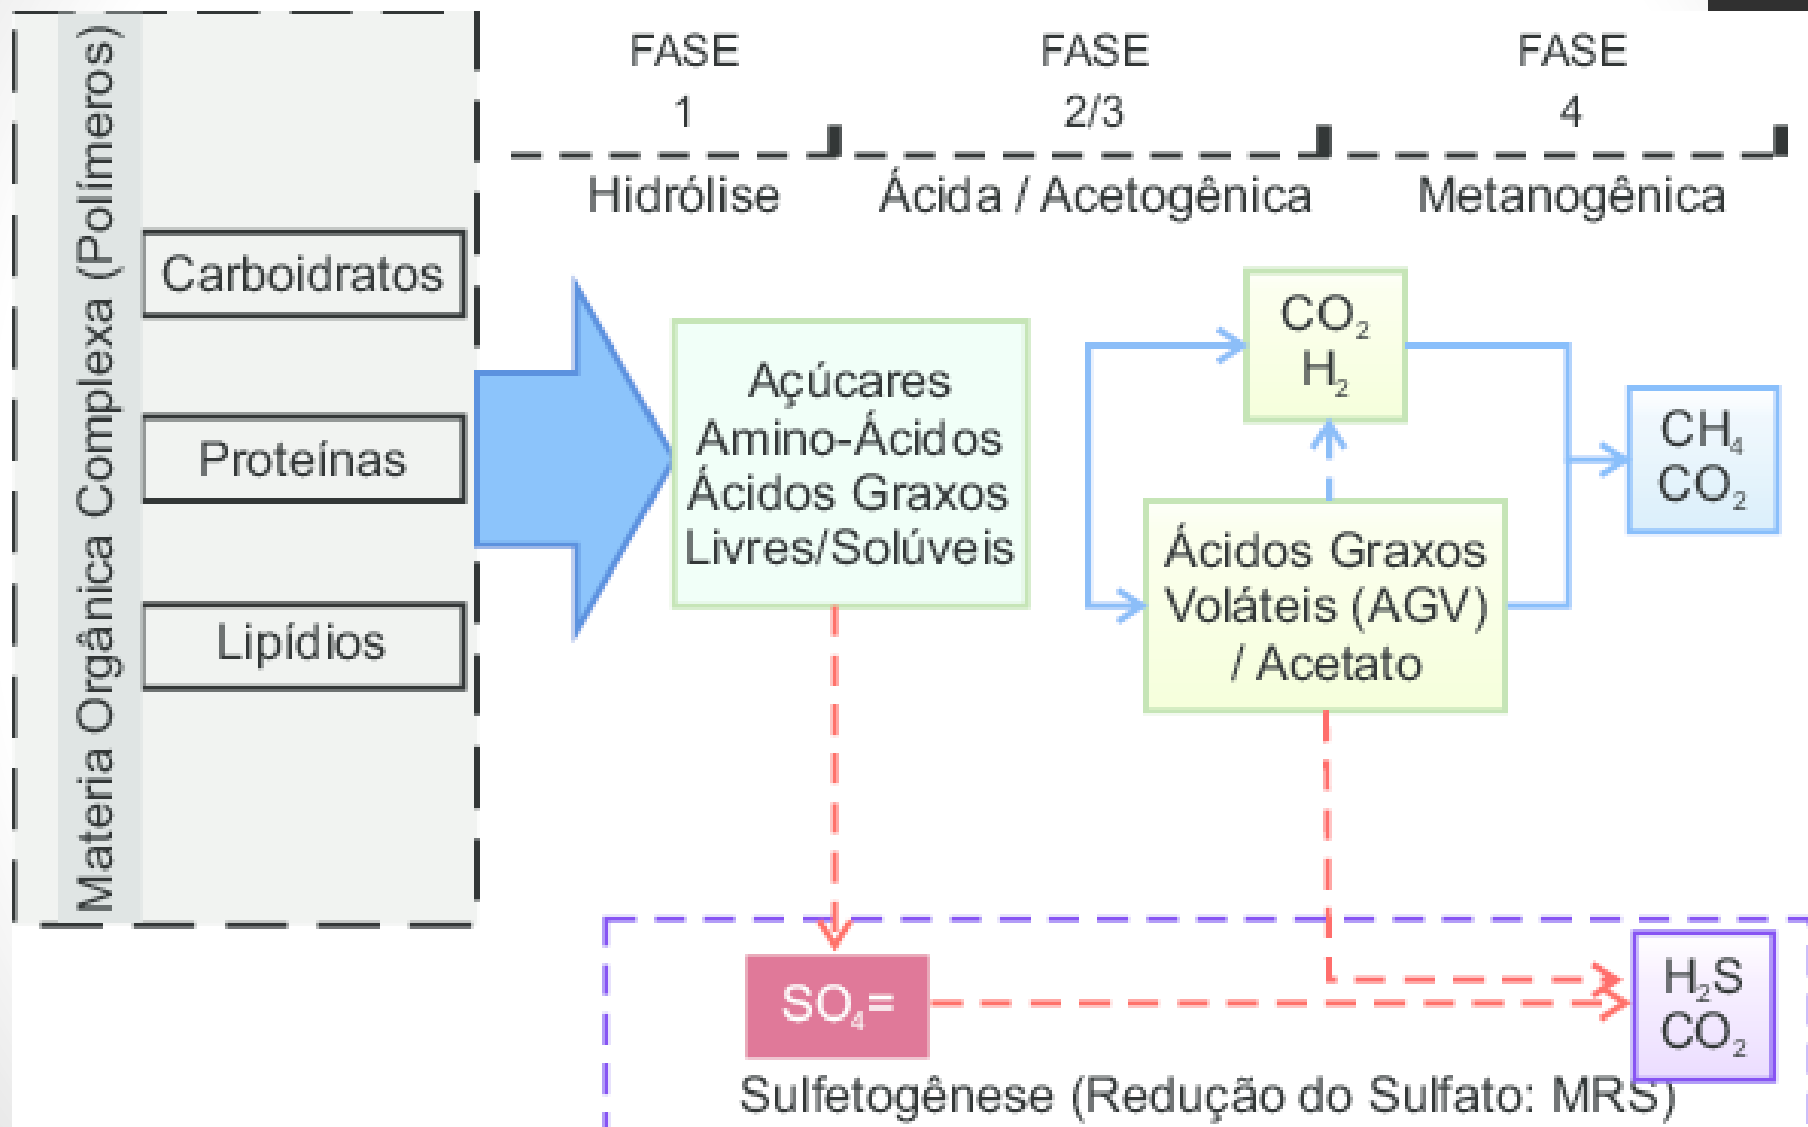 Materia Orgânica Complexa (Polímeros)
Carboidratos
Proteínas
Lipídios
FASE
1
Hidrólise
FASE
2/3
Ácida / Acetogênica
FASE
4
Metanogênica
Açúcares
Amino-Ácidos
Ácidos Graxos
Livres/Solúveis
CO₂
H₂
Ácidos Graxos
Voláteis (AGV)
/ Acetato
CH₄
CO₂
SO₄=
H₂S
CO₂
Sulfetogênese (Redução do Sulfato: MRS)